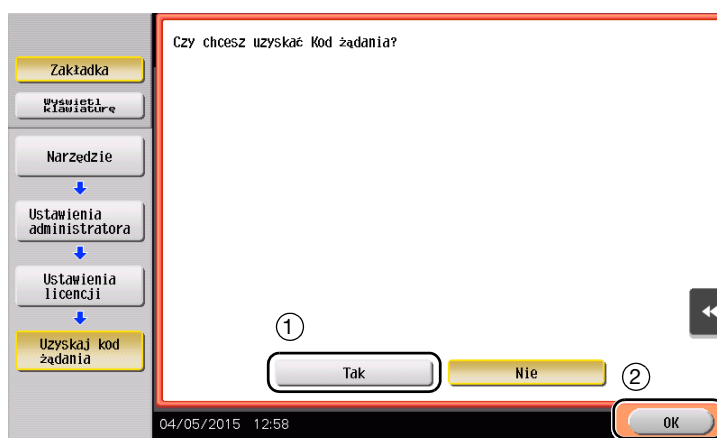 Czy chcesz uzyskać Kod żądania?
Zakładka
Wyświetl
klawiaturę
Narzędzie
Ustawienia
administratora
Ustawienia
licencji
Uzyskaj kod
żądania
1
Tak
Nie
2
04/05/2015 12:58
OK